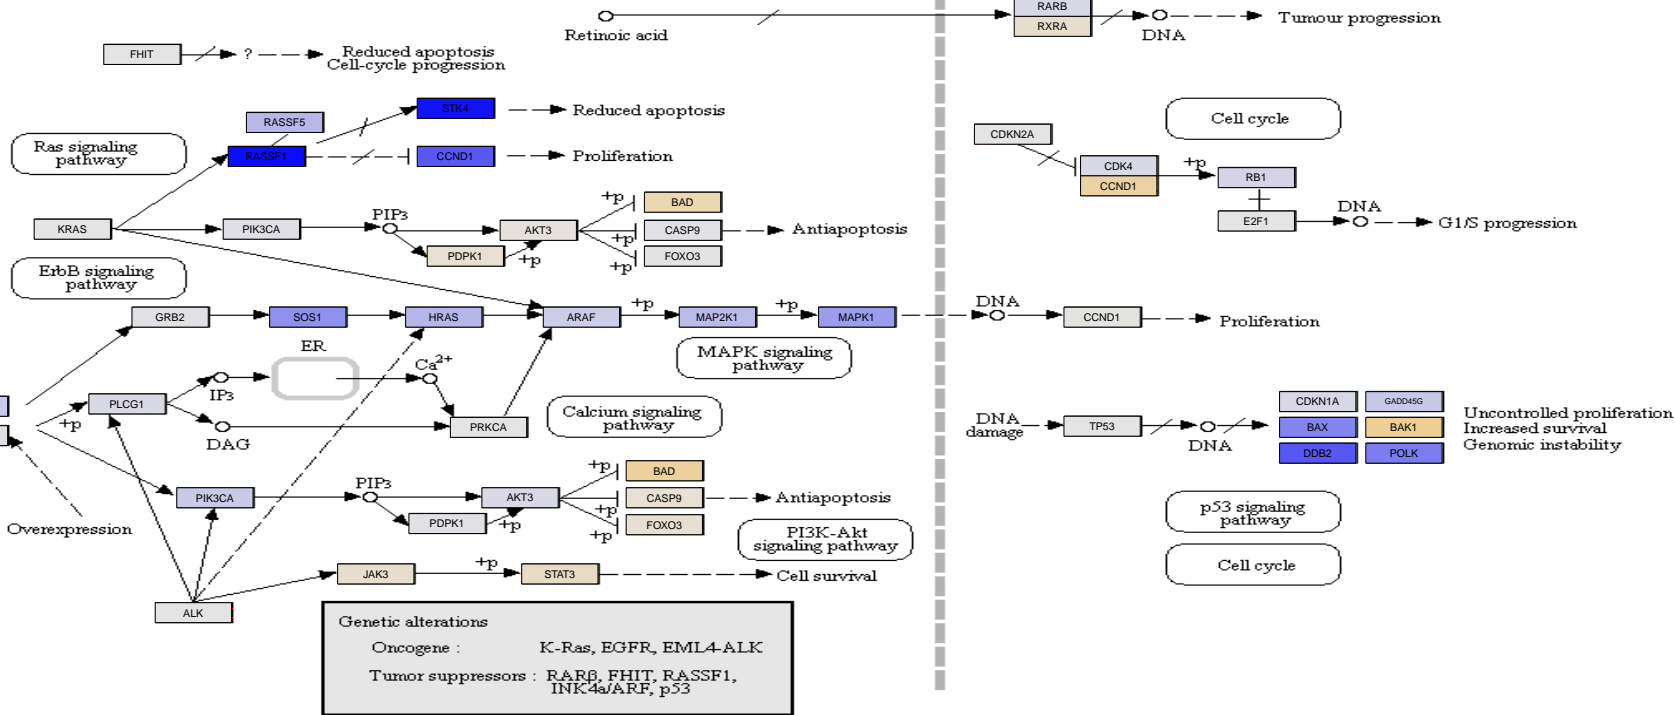 RARB
RXRA
Retinoic acid
DNA
Tumour progression
FHIT
?
Reduced apoptosis
Cell-cycle progression
STK4
Reduced apoptosis
RASSF5
Ras signaling
pathway
RASSF1
CCND1
Proliferation
CDKN2A
Cell cycle
CDK4
+p
CCND1
RB1
E2F1
DNA
G1/S progression
KRAS
PIK3CA
PIP3
AKT3
PDPK1
+p
+p
+p
+p
BAD
CASP9
FOXO3
Antiapoptosis
ErbB signaling
pathway
GRB2
SOS1
HRAS
ARAF
+p
MAP2K1
+p
MAPK1
DNA
CCND1
Proliferation
MAPK signaling
pathway
ER
Ca2+
IP3
PLCG1
+p
DAG
PRKCA
Calcium signaling
pathway
DNA
damage
TP53
DNA
CDKN1A
GADD45G
BAX
BAK1
DDB2
POLK
Uncontrolled proliferation
Increased survival
Genomic instability
PIK3CA
PIP3
AKT3
PDPK1
+p
+p
+p
+p
BAD
CASP9
FOXO3
Antiapoptosis
Overexpression
PI3K-Akt
signaling pathway
p53 signaling
pathway
Cell cycle
JAK3
+p
STAT3
Cell survival
ALK
Genetic alterations
Oncogene : K-Ras, EGFR, EML4-ALK
Tumor suppressors : RARβ, FHIT, RASSF1,
INK4a/ARF, p53